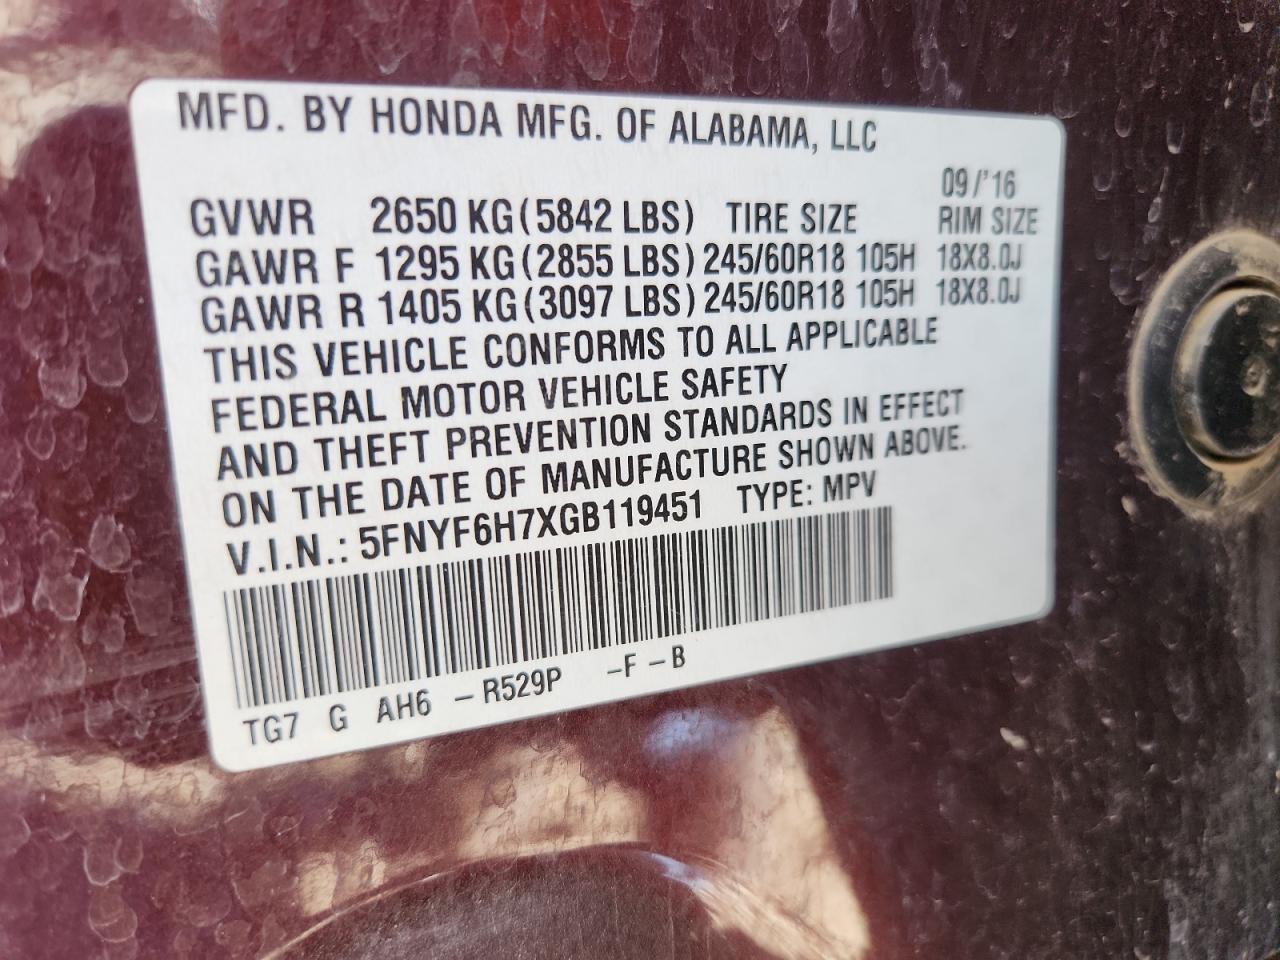 MFD. BY HONDA MFG. OF ALABAMA, LLC
09/'16
GVWR 2650 KG (5842 LBS) TIRE SIZE RIM SIZE
GAWR F 1295 KG (2855 LBS) 245/60R18 105H 18X8.0J
GAWR R 1405 KG (3097 LBS) 245/60R18 105H 18X8.0J
THIS VEHICLE CONFORMS TO ALL APPLICABLE
FEDERAL MOTOR VEHICLE SAFETY
AND THEFT PREVENTION STANDARDS IN EFFECT
ON THE DATE OF MANUFACTURE SHOWN ABOVE.
V.I.N.: 5FNYF6H7XGB119451 TYPE: MPV
TG7 G AH6 -R529P -F-B